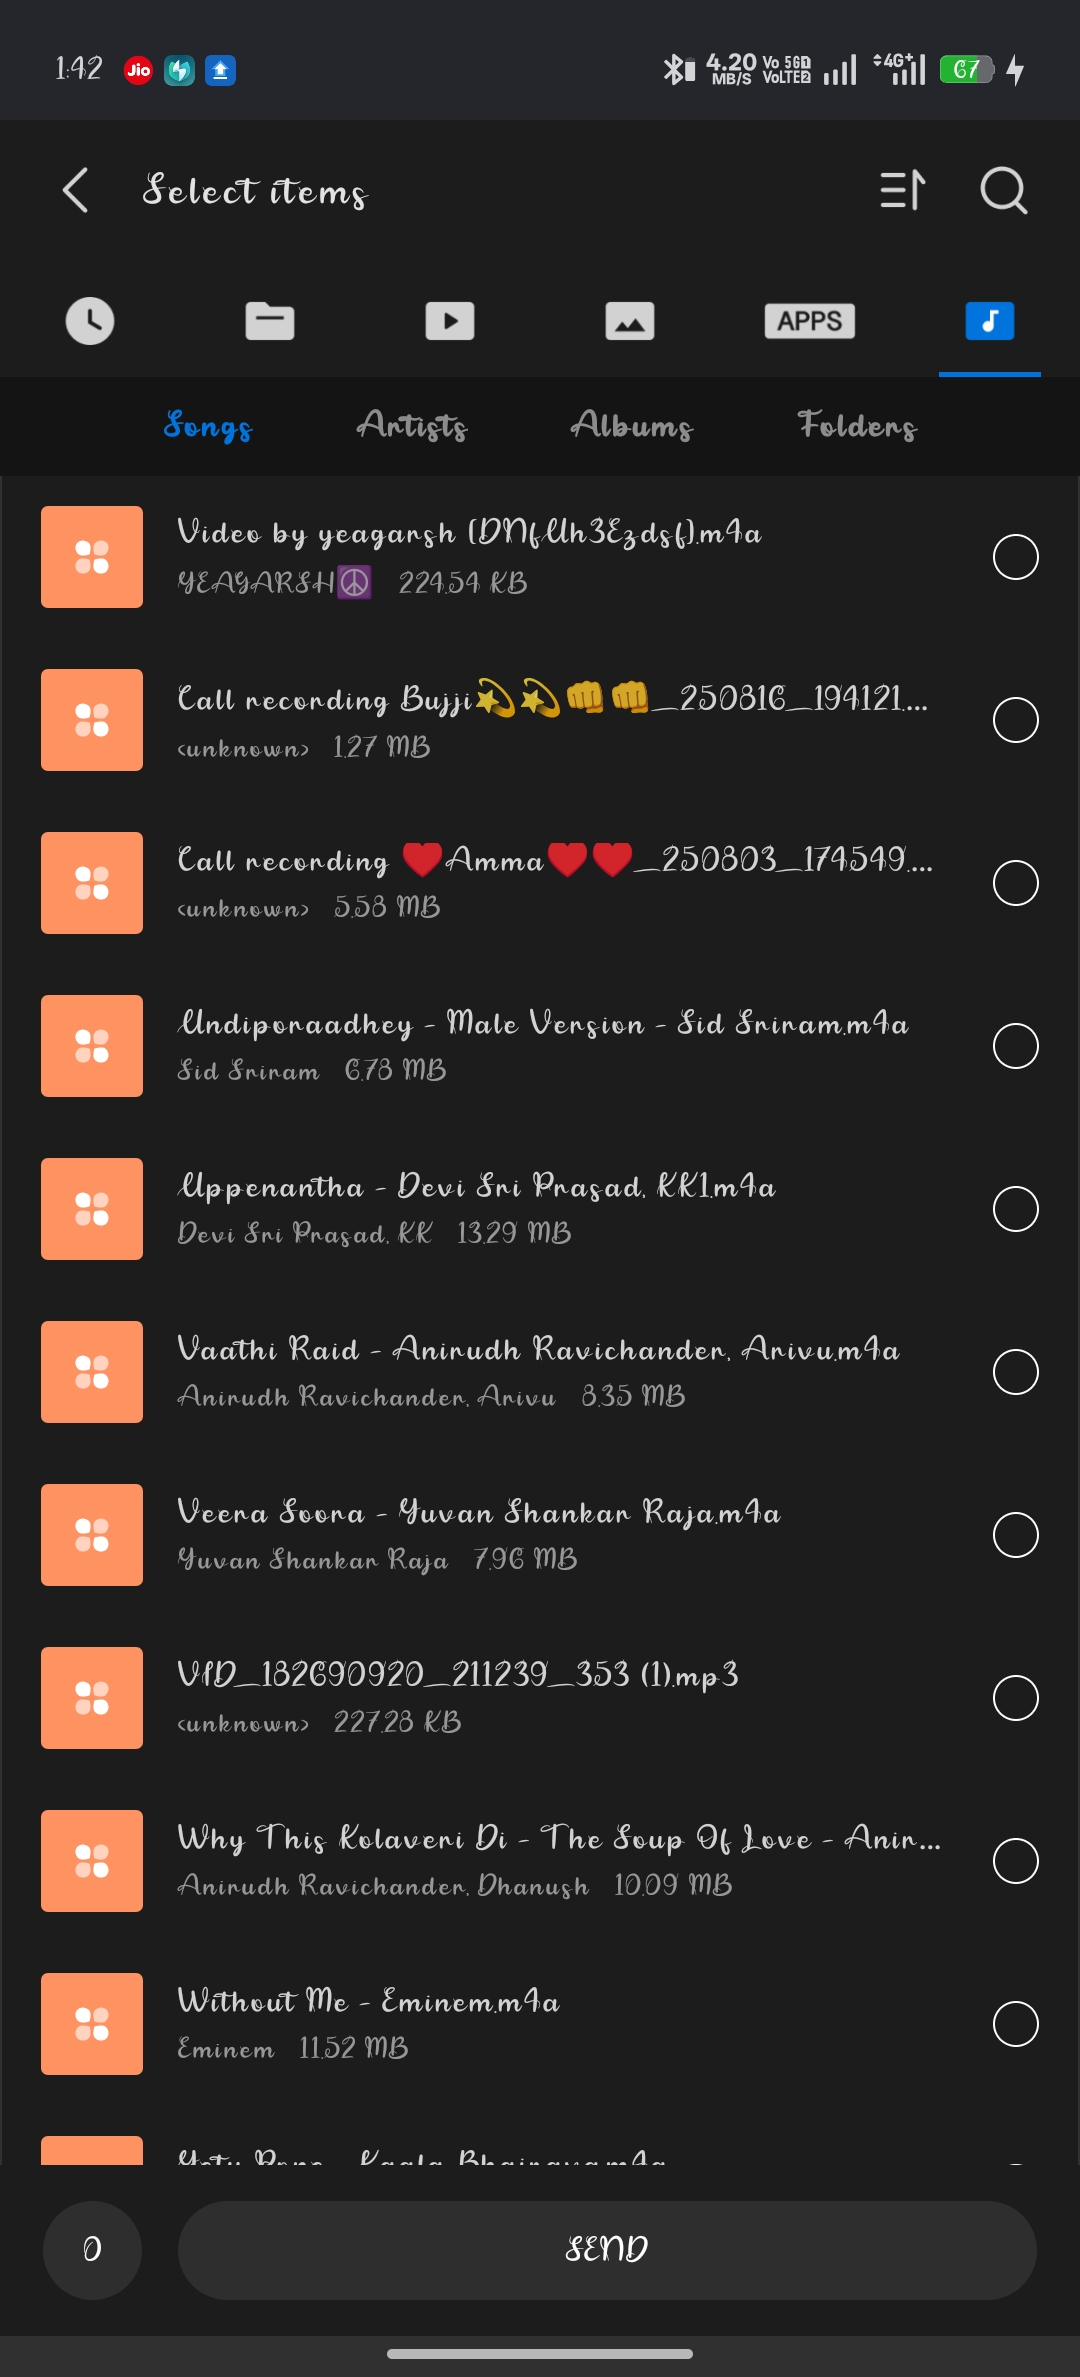 1:42
Jio
4.20 MB/S Vo 5G 1 VoLTE 2 4G+ 67
Select items
APPS
Songs Artists Albums Folders
Video by yeagarsh [DNfUh3Ezdsf].m4a
YEAGARSH☮️ 224.54 KB
Call recording Bujji💫💫👊👊_250816_194121....
<unknown> 1.27 MB
Call recording ♥️Amma♥️♥️_250803_174549....
<unknown> 5.58 MB
Undiporaadhey - Male Version - Sid Sriram.m4a
Sid Sriram 6.78 MB
Uppenantha - Devi Sri Prasad, KK1.m4a
Devi Sri Prasad, KK 13.29 MB
Vaathi Raid - Anirudh Ravichander, Arivu.m4a
Anirudh Ravichander, Arivu 8.35 MB
Veera Soora - Yuvan Shankar Raja.m4a
Yuvan Shankar Raja 7.96 MB
VID_182690920_211239_353 (1).mp3
<unknown> 227.28 KB
Why This Kolaveri Di - The Soup Of Love - Anir...
Anirudh Ravichander, Dhanush 10.09 MB
Without Me - Eminem.m4a
Eminem 11.52 MB
0 SEND